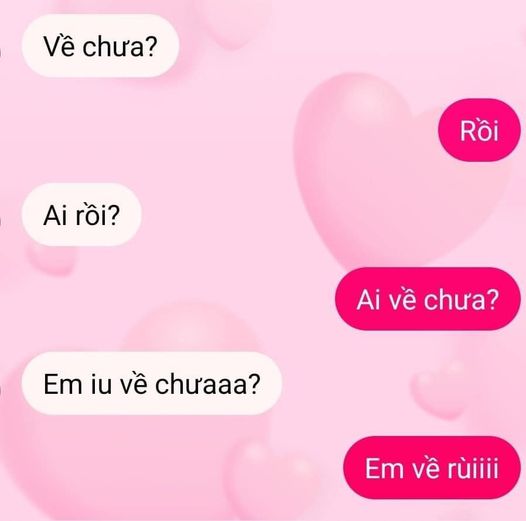 Về chưa?
Rồi
Ai rồi?
Ai về chưa?
Em iu về chưaaa?
Em về rùiiii